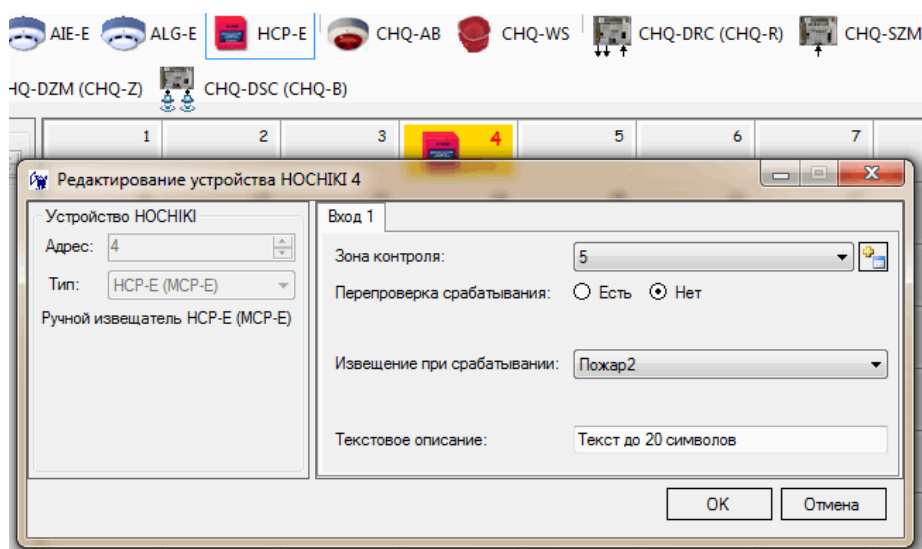 AIE-E ALG-E HCP-E CHQ-AB CHQ-WS CHQ-DRC (CHQ-R) CHQ-SZM
HQ-DZM (CHQ-Z) CHQ-DSC (CHQ-B)
1 2 3 4 5 6 7
Редактирование устройства HOCHIKI 4
Устройство HOCHIKI
Адрес: 4
Тип: HCP-E (MCP-E)
Ручной извещатель HCP-E (MCP-E)
Вход 1
Зона контроля: 5
Перепроверка срабатывания: Есть Нет
Извещение при срабатывании: Пожар2
Текстовое описание: Текст до 20 символов
OK Отмена